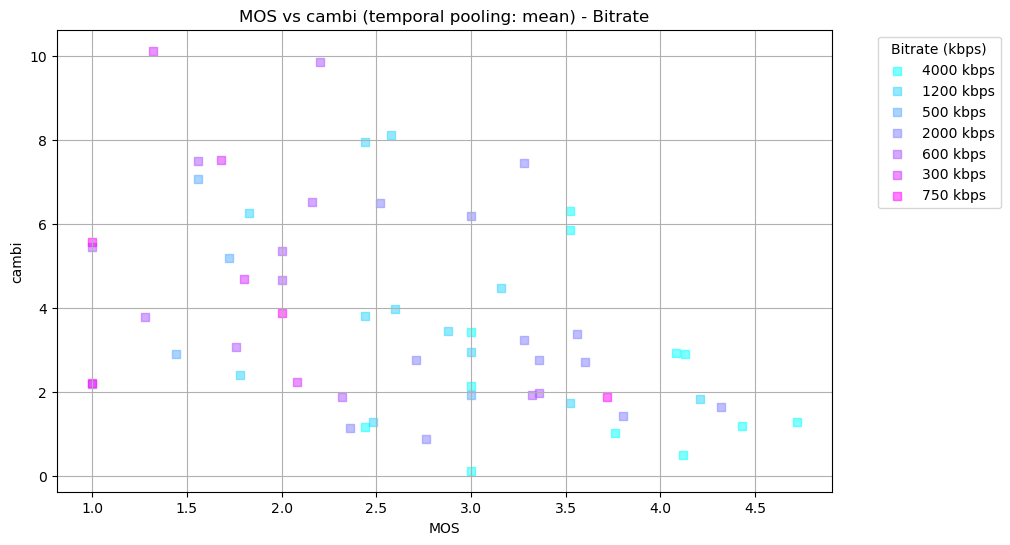 MOS vs cambi (temporal pooling: mean) - Bitrate
cambi
10
8
6
4
2
0
1.0 1.5 2.0 2.5 3.0 3.5 4.0 4.5
MOS
Bitrate (kbps)
4000 kbps
1200 kbps
500 kbps
2000 kbps
600 kbps
300 kbps
750 kbps